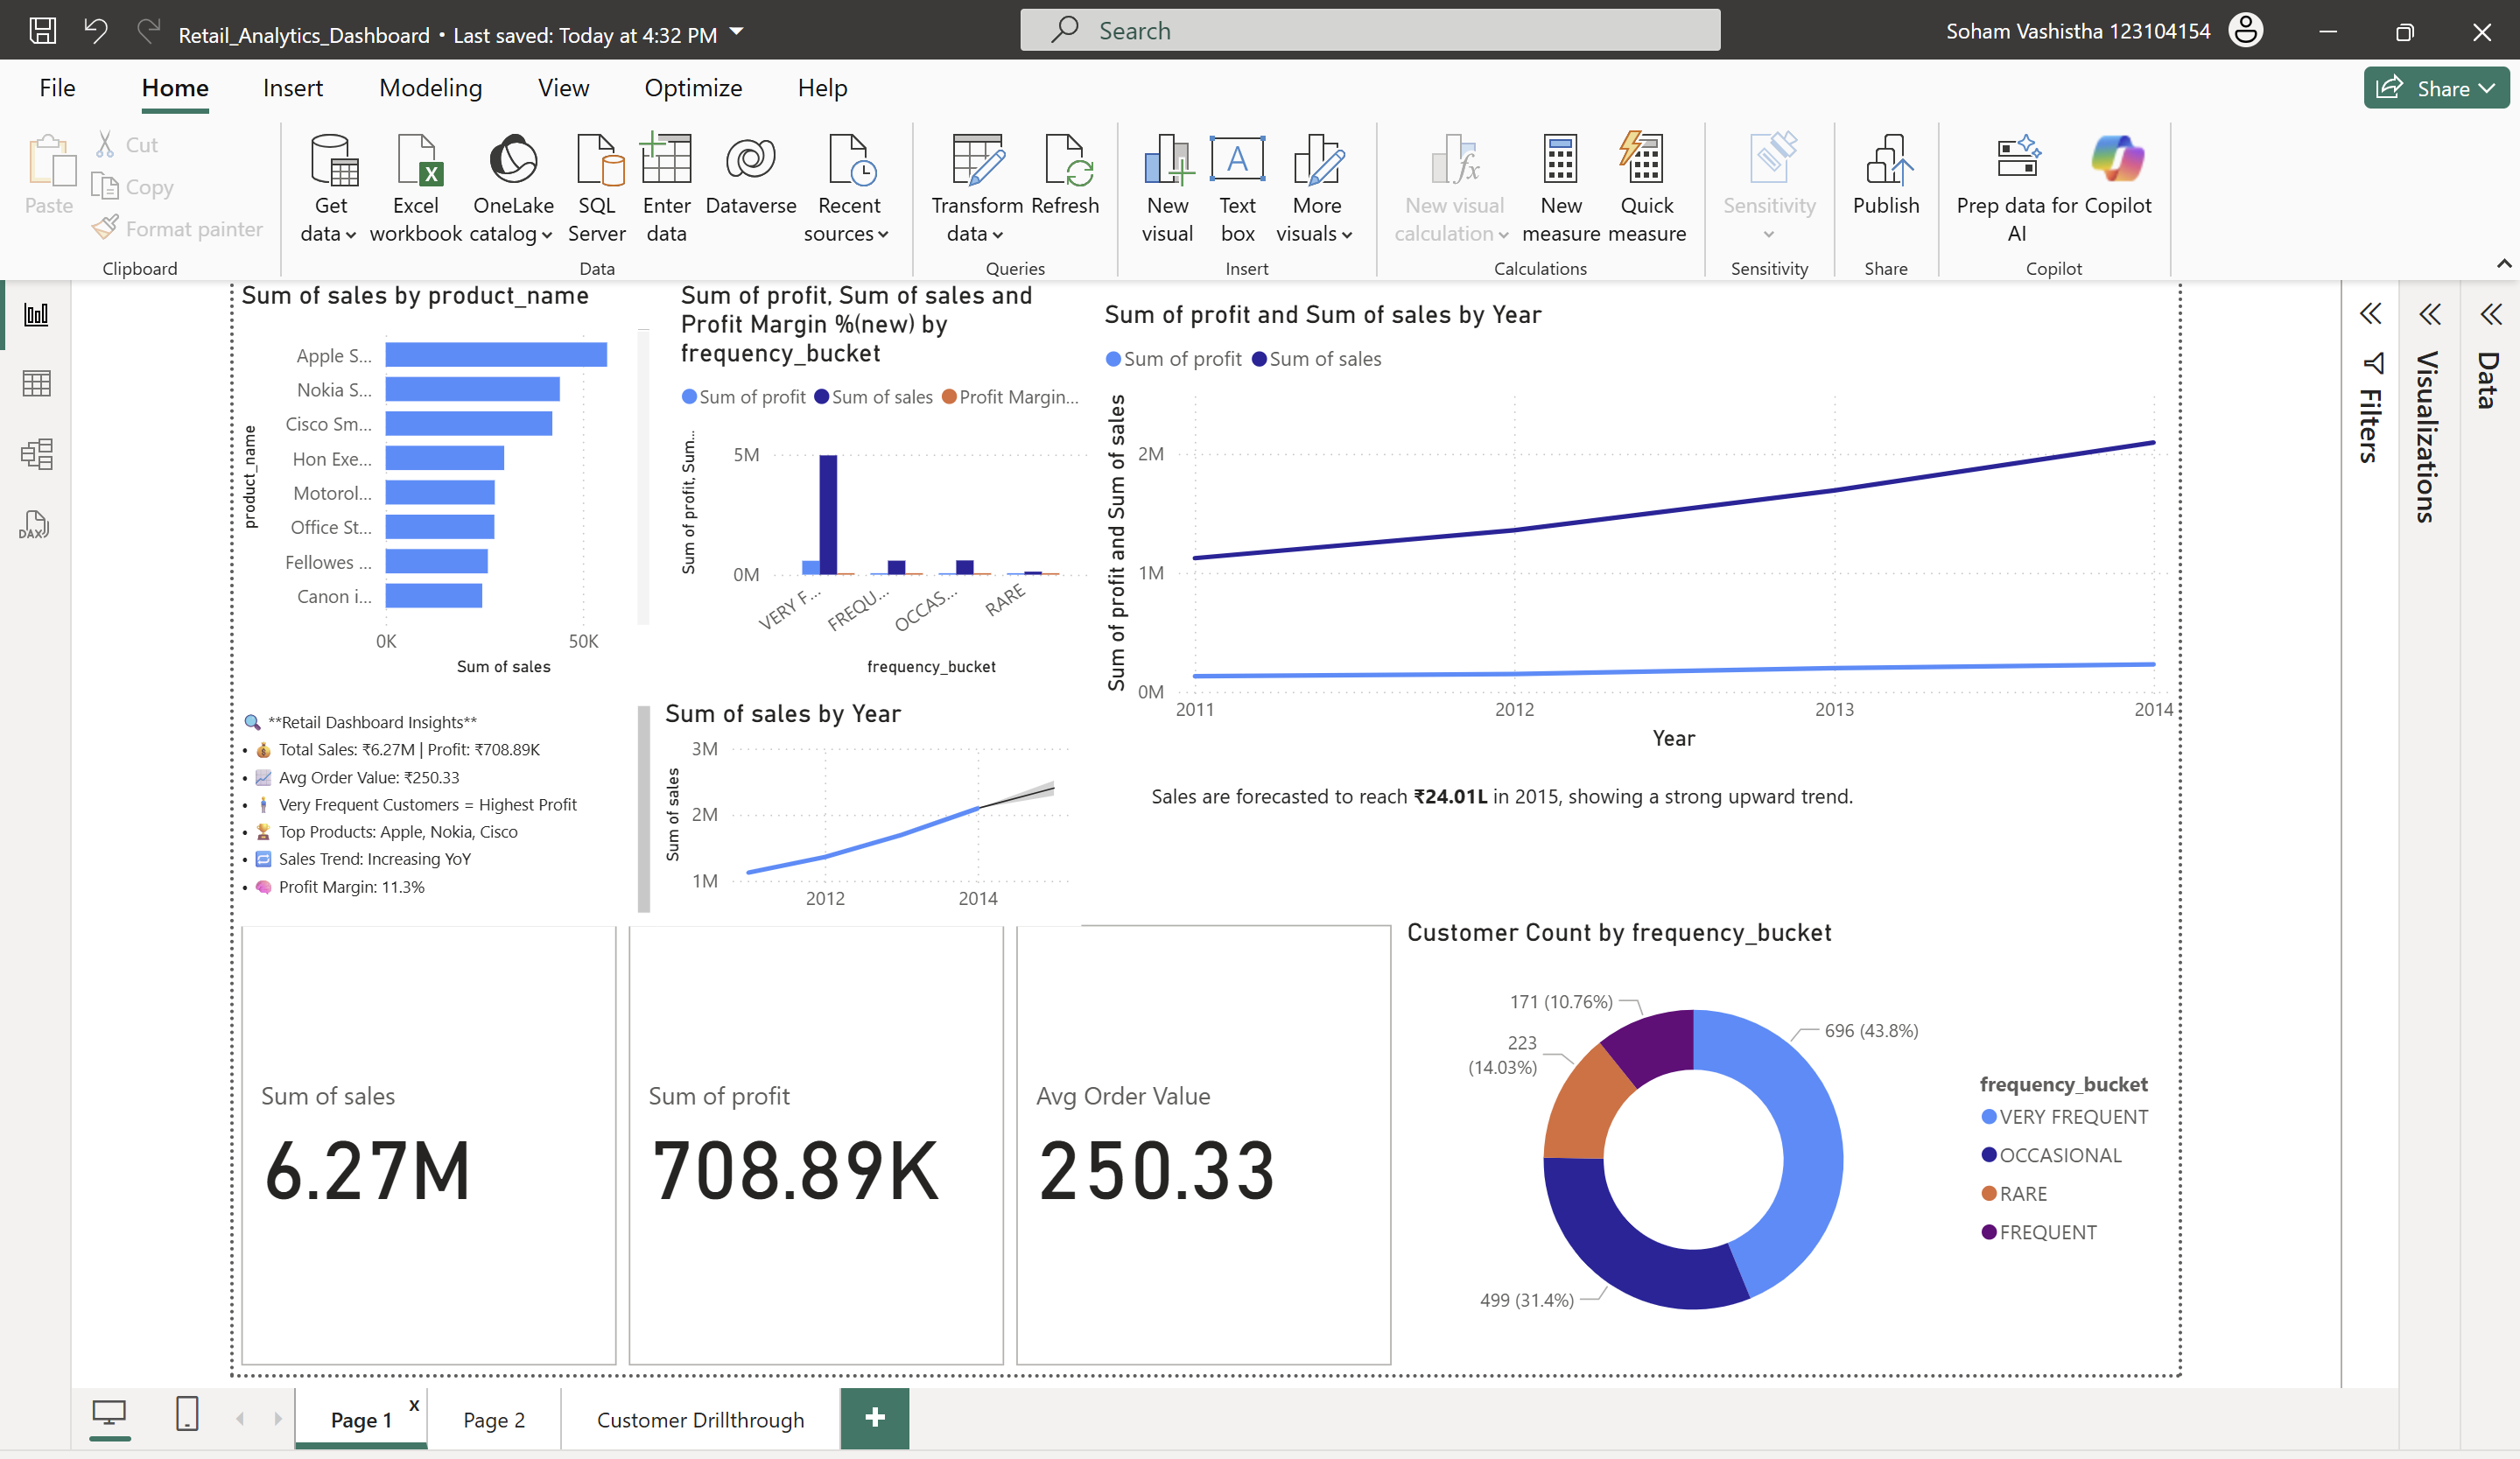 Retail_Analytics_Dashboard • Last saved: Today at 4:32 PM
Search
Soham Vashistha 123104154
File
Home
Insert
Modeling
View
Optimize
Help
Share
Paste
Cut
Copy
Format painter
Clipboard
Get data
Excel workbook
OneLake catalog
SQL Server
Enter data
Dataverse
Recent sources
Data
Transform data
Refresh
Queries
New visual
Text box
More visuals
Insert
New visual calculation
New measure
Quick measure
Calculations
Sensitivity
Sensitivity
Publish
Share
Prep data for AI
Copilot
Copilot
DAX
Sum of sales by product_name
product_name
Apple S...
Nokia S...
Cisco Sm...
Hon Exe...
Motorol...
Office St...
Fellowes ...
Canon i...
0K
50K
Sum of sales
Sum of profit, Sum of sales and
Profit Margin %(new) by
frequency_bucket
Sum of profit
Sum of sales
Profit Margin...
Sum of profit, Sum...
5M
0M
VERY F...
FREQU...
OCCAS...
RARE
frequency_bucket
Sum of profit and Sum of sales by Year
Sum of profit
Sum of sales
Sum of profit and Sum of sales
2M
1M
0M
2011
2012
2013
2014
Year
Filters
Visualizations
Data
🔍 **Retail Dashboard Insights**
• 💰 Total Sales: ₹6.27M | Profit: ₹708.89K
• 📈 Avg Order Value: ₹250.33
• 🧍 Very Frequent Customers = Highest Profit
• 🏆 Top Products: Apple, Nokia, Cisco
• 🔁 Sales Trend: Increasing YoY
• 🧠 Profit Margin: 11.3%
Sum of sales by Year
Sum of sales
3M
2M
1M
2012
2014
Sales are forecasted to reach ₹24.01L in 2015, showing a strong upward trend.
Sum of sales
6.27M
Sum of profit
708.89K
Avg Order Value
250.33
Customer Count by frequency_bucket
171 (10.76%)
223
(14.03%)
696 (43.8%)
499 (31.4%)
frequency_bucket
VERY FREQUENT
OCCASIONAL
RARE
FREQUENT
Page 1
x
Page 2
Customer Drillthrough
+